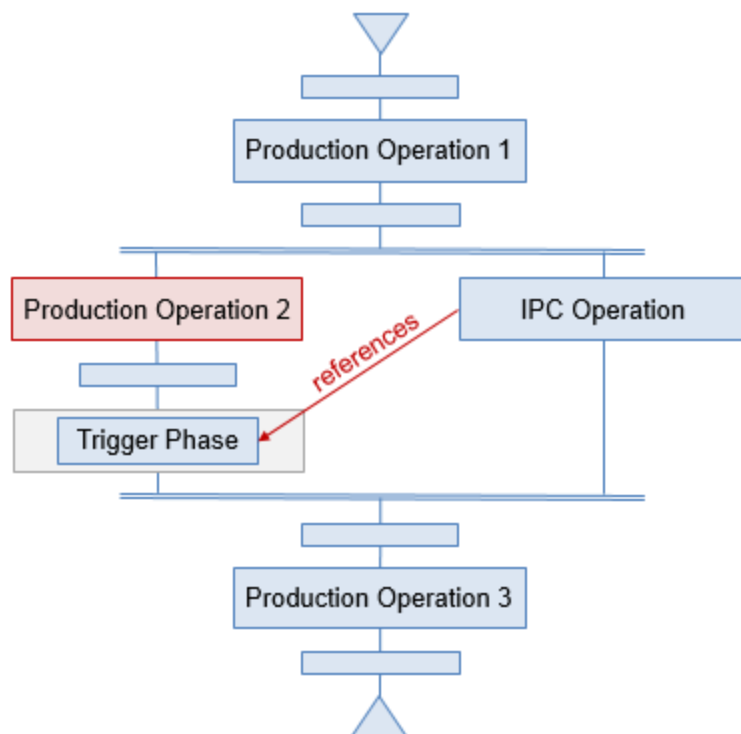 Production Operation 1
Production Operation 2
IPC Operation
references
Trigger Phase
Production Operation 3